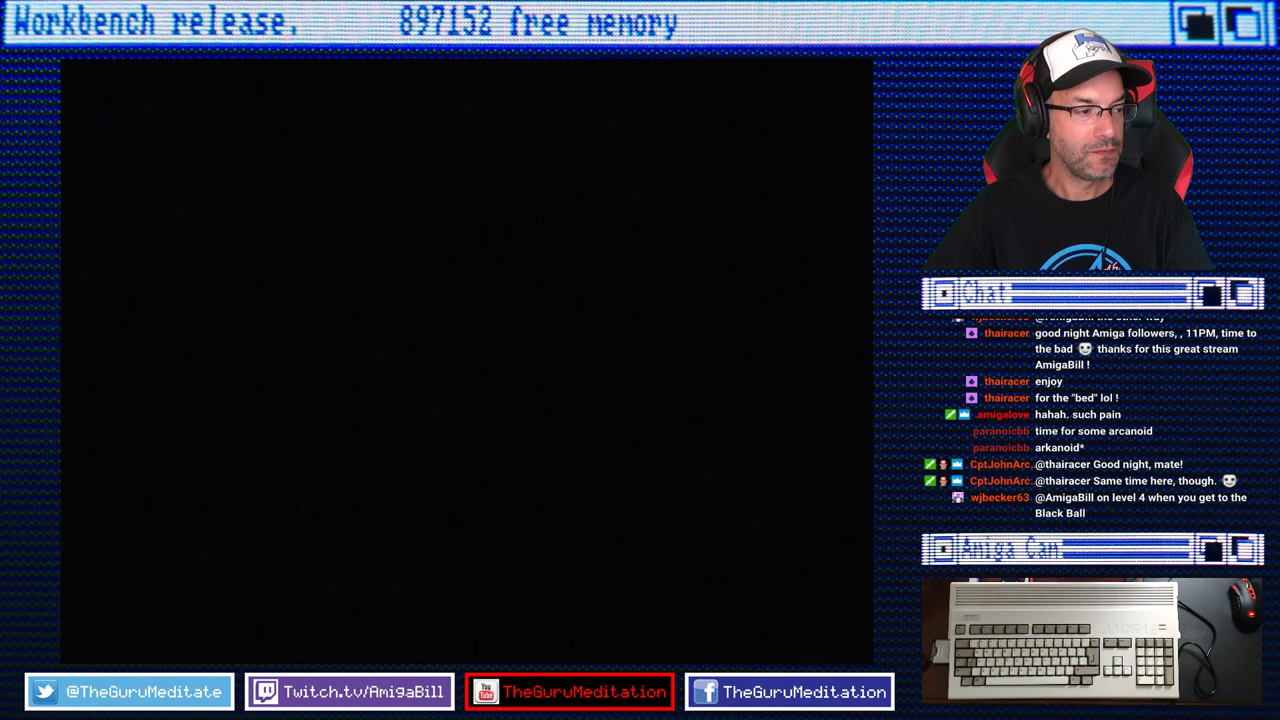 Workbench release. 897152 free memory
Chat
thairacer good night Amiga followers, , 11PM, time to
the bad thanks for this great stream
AmigaBill !
thairacer enjoy
thairacer for the "bed" lol !
amigalove hahah. such pain
paranoicbb time for some arcanoid
paranoicbb arkanoid*
CptJohnArc. @thairacer Good night, mate!
CptJohnArc. @thairacer Same time here, though.
wjbecker63 @AmigaBill on level 4 when you get to the
Black Ball
Amiga Cam
@TheGuruMeditate
Twitch.tv/AmigaBill
You
Tube
TheGuruMeditation
TheGuruMeditation